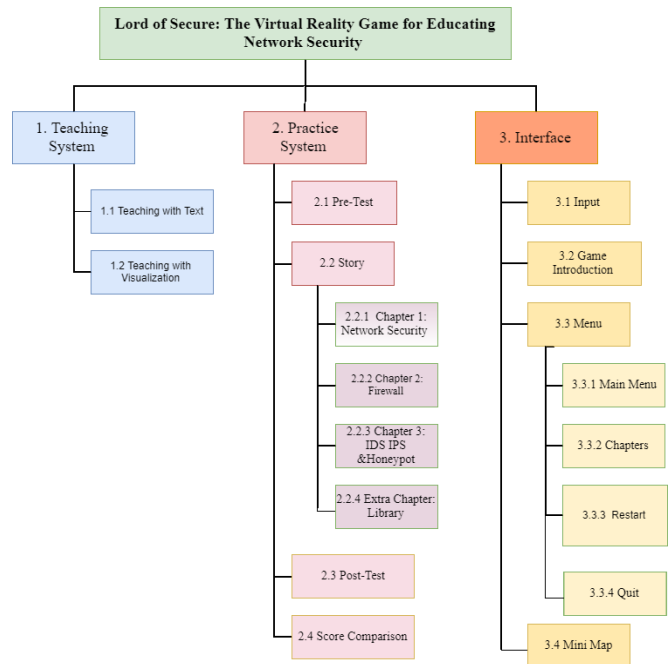 Lord of Secure: The Virtual Reality Game for Educating
Network Security
1. Teaching
System
1.1 Teaching with Text
1.2 Teaching with
Visualization
2. Practice
System
2.1 Pre-Test
2.2 Story
2.2.1 Chapter 1:
Network Security
2.2.2 Chapter 2:
Firewall
2.2.3 Chapter 3:
IDS IPS
&Honeypot
2.2.4 Extra Chapter:
Library
2.3 Post-Test
2.4 Score Comparison
3. Interface
3.1 Input
3.2 Game
Introduction
3.3 Menu
3.3.1 Main Menu
3.3.2 Chapters
3.3.3 Restart
3.3.4 Quit
3.4 Mini Map